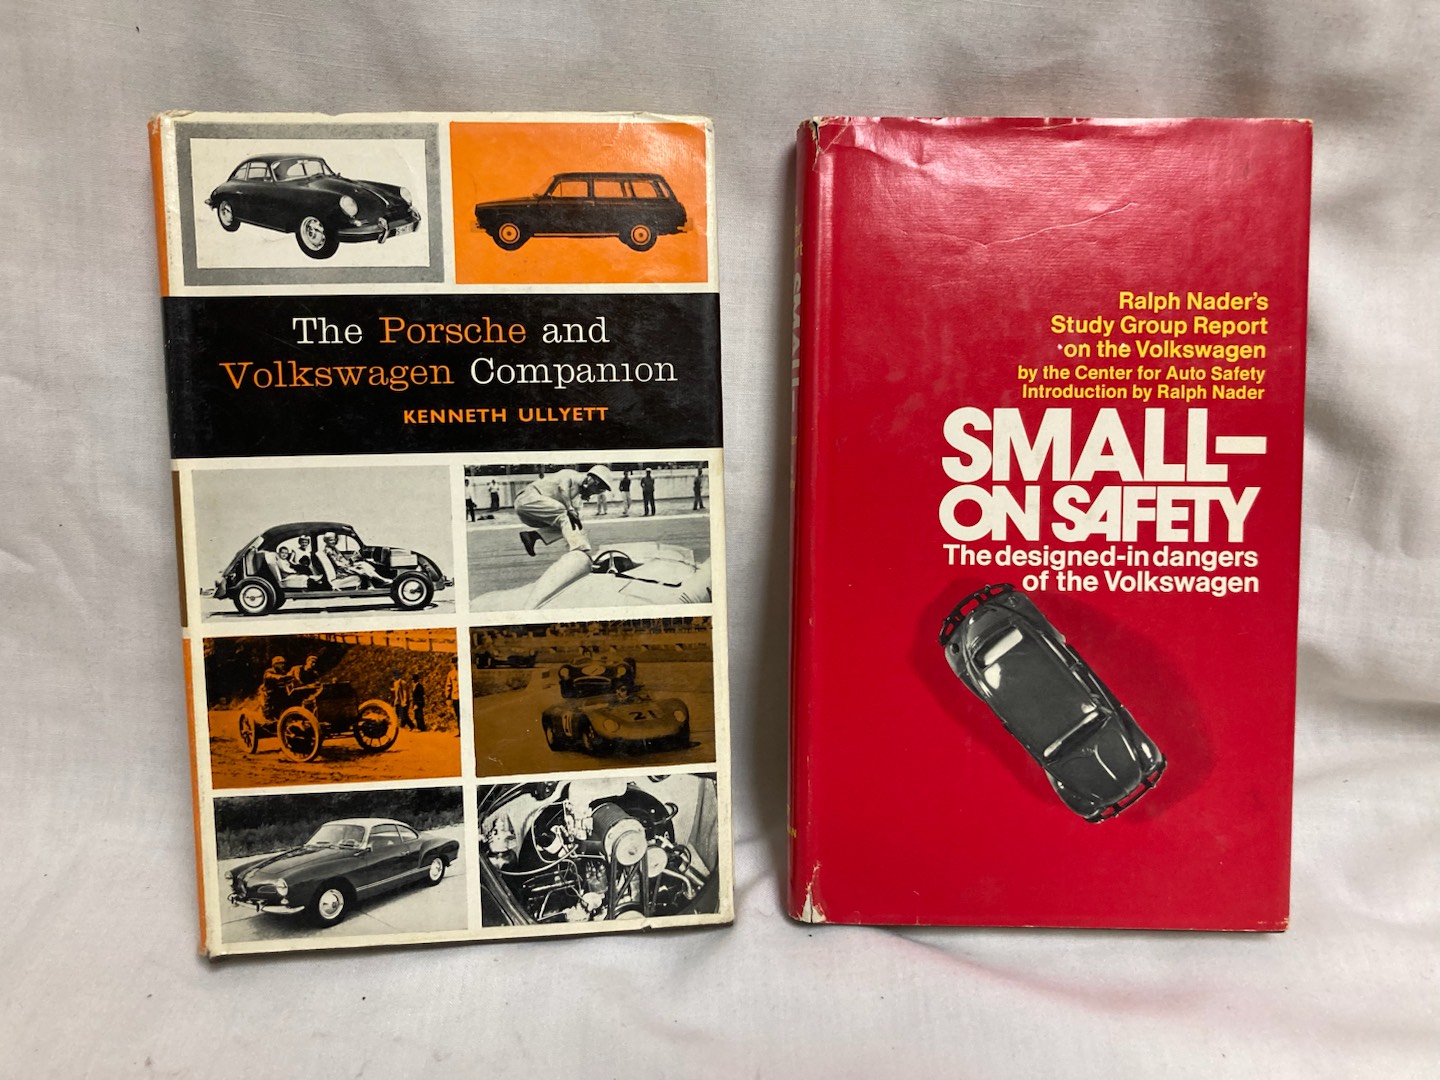 The Porsche and
Volkswagen Companion
KENNETH ULLYETT
21
Ralph Nader's
Study Group Report
on the Volkswagen
by the Center for Auto Safety
Introduction by Ralph Nader
SMALL–
ON SAFETY
The designed-in dangers
of the Volkswagen